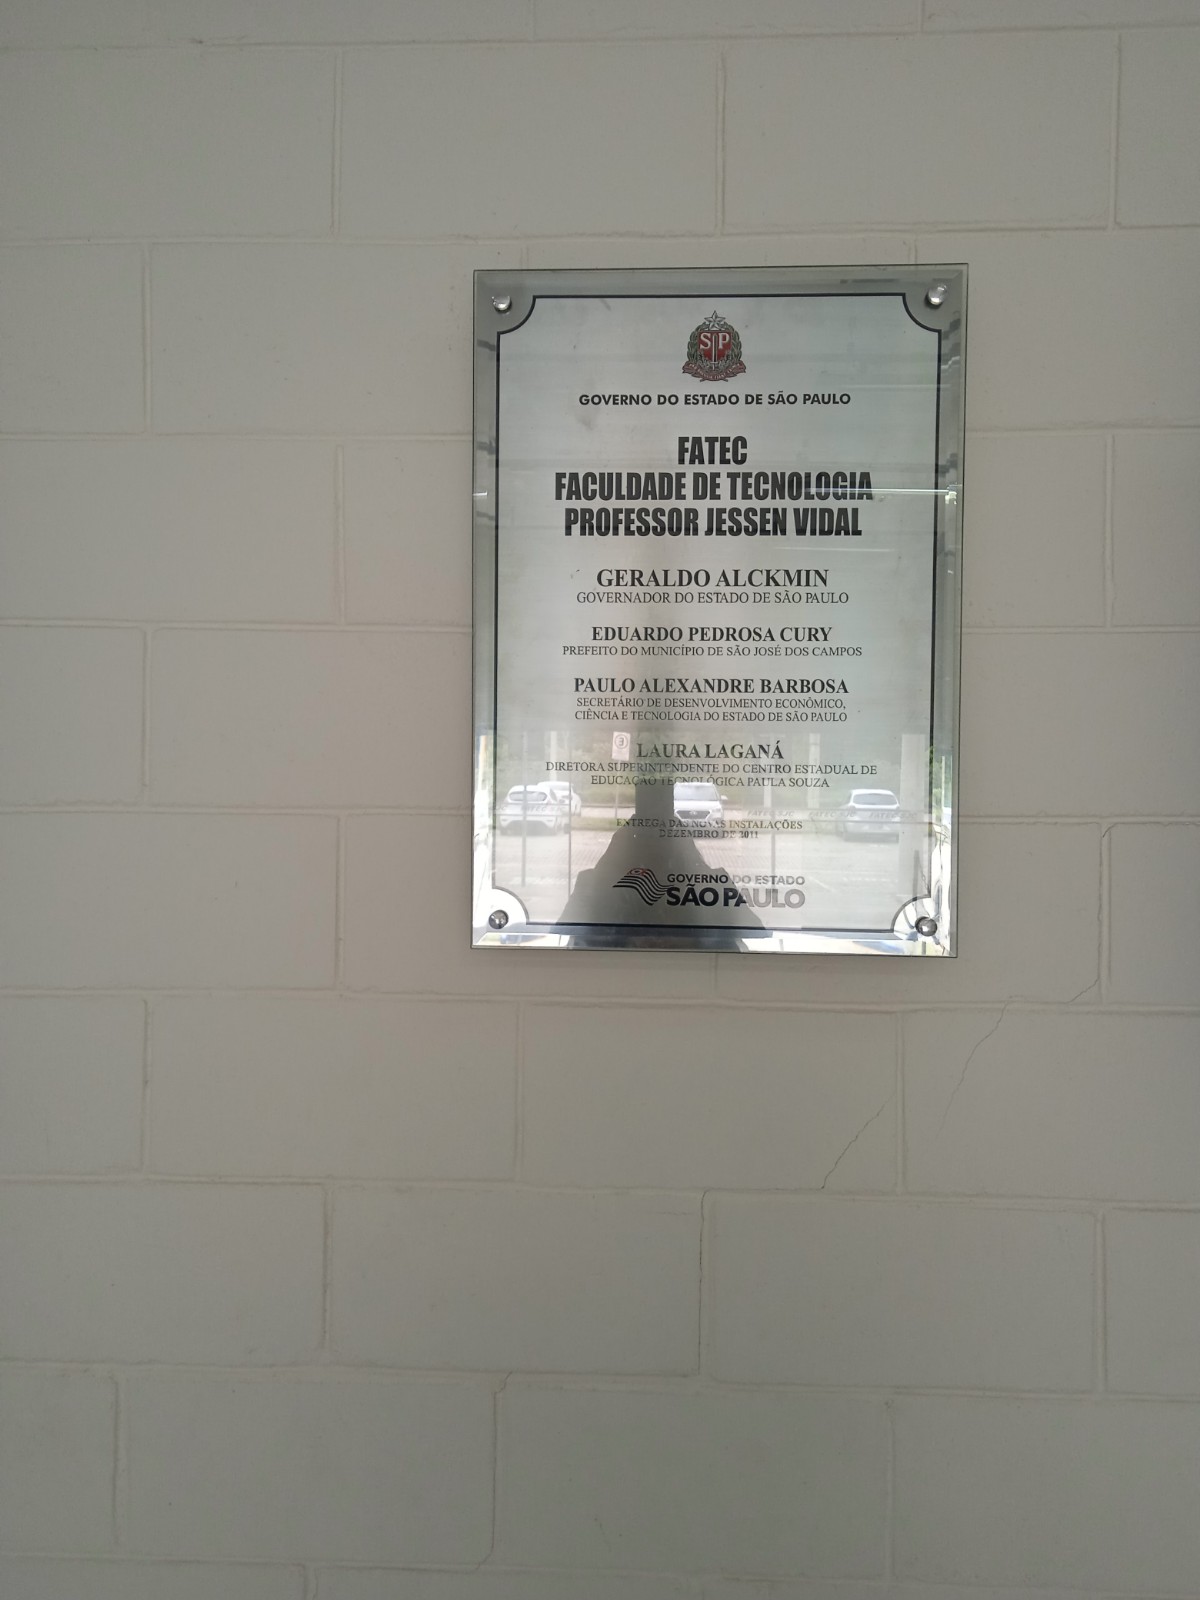 SP
GOVERNO DO ESTADO DE SÃO PAULO
FATEC
FACULDADE DE TECNOLOGIA
PROFESSOR JESSEN VIDAL
GERALDO ALCKMIN
GOVERNADOR DO ESTADO DE SÃO PAULO
EDUARDO PEDROSA CURY
PREFEITO DO MUNICÍPIO DE SÃO JOSÉ DOS CAMPOS
PAULO ALEXANDRE BARBOSA
SECRETÁRIO DE DESENVOLVIMENTO ECONÔMICO,
CIÊNCIA E TECNOLOGIA DO ESTADO DE SÃO PAULO
LAURA LAGANÁ
DIRETORA SUPERINTENDENTE DO CENTRO ESTADUAL DE
EDUCAÇÃO TECNOLÓGICA PAULA SOUZA
ENTREGA DAS NOVAS INSTALAÇÕES
DEZEMBRO DE 2011
GOVERNO DO ESTADO
SÃO PAULO